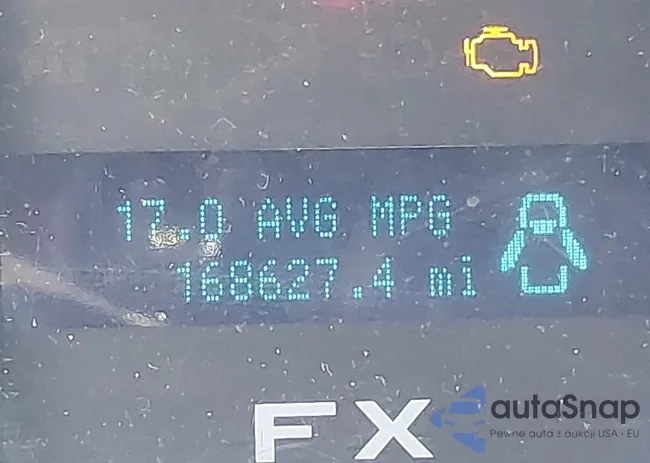 17.0 AVG MPG
168627.4 mi
FX
autaSnap
Pewne auta z aukcji USA i EU